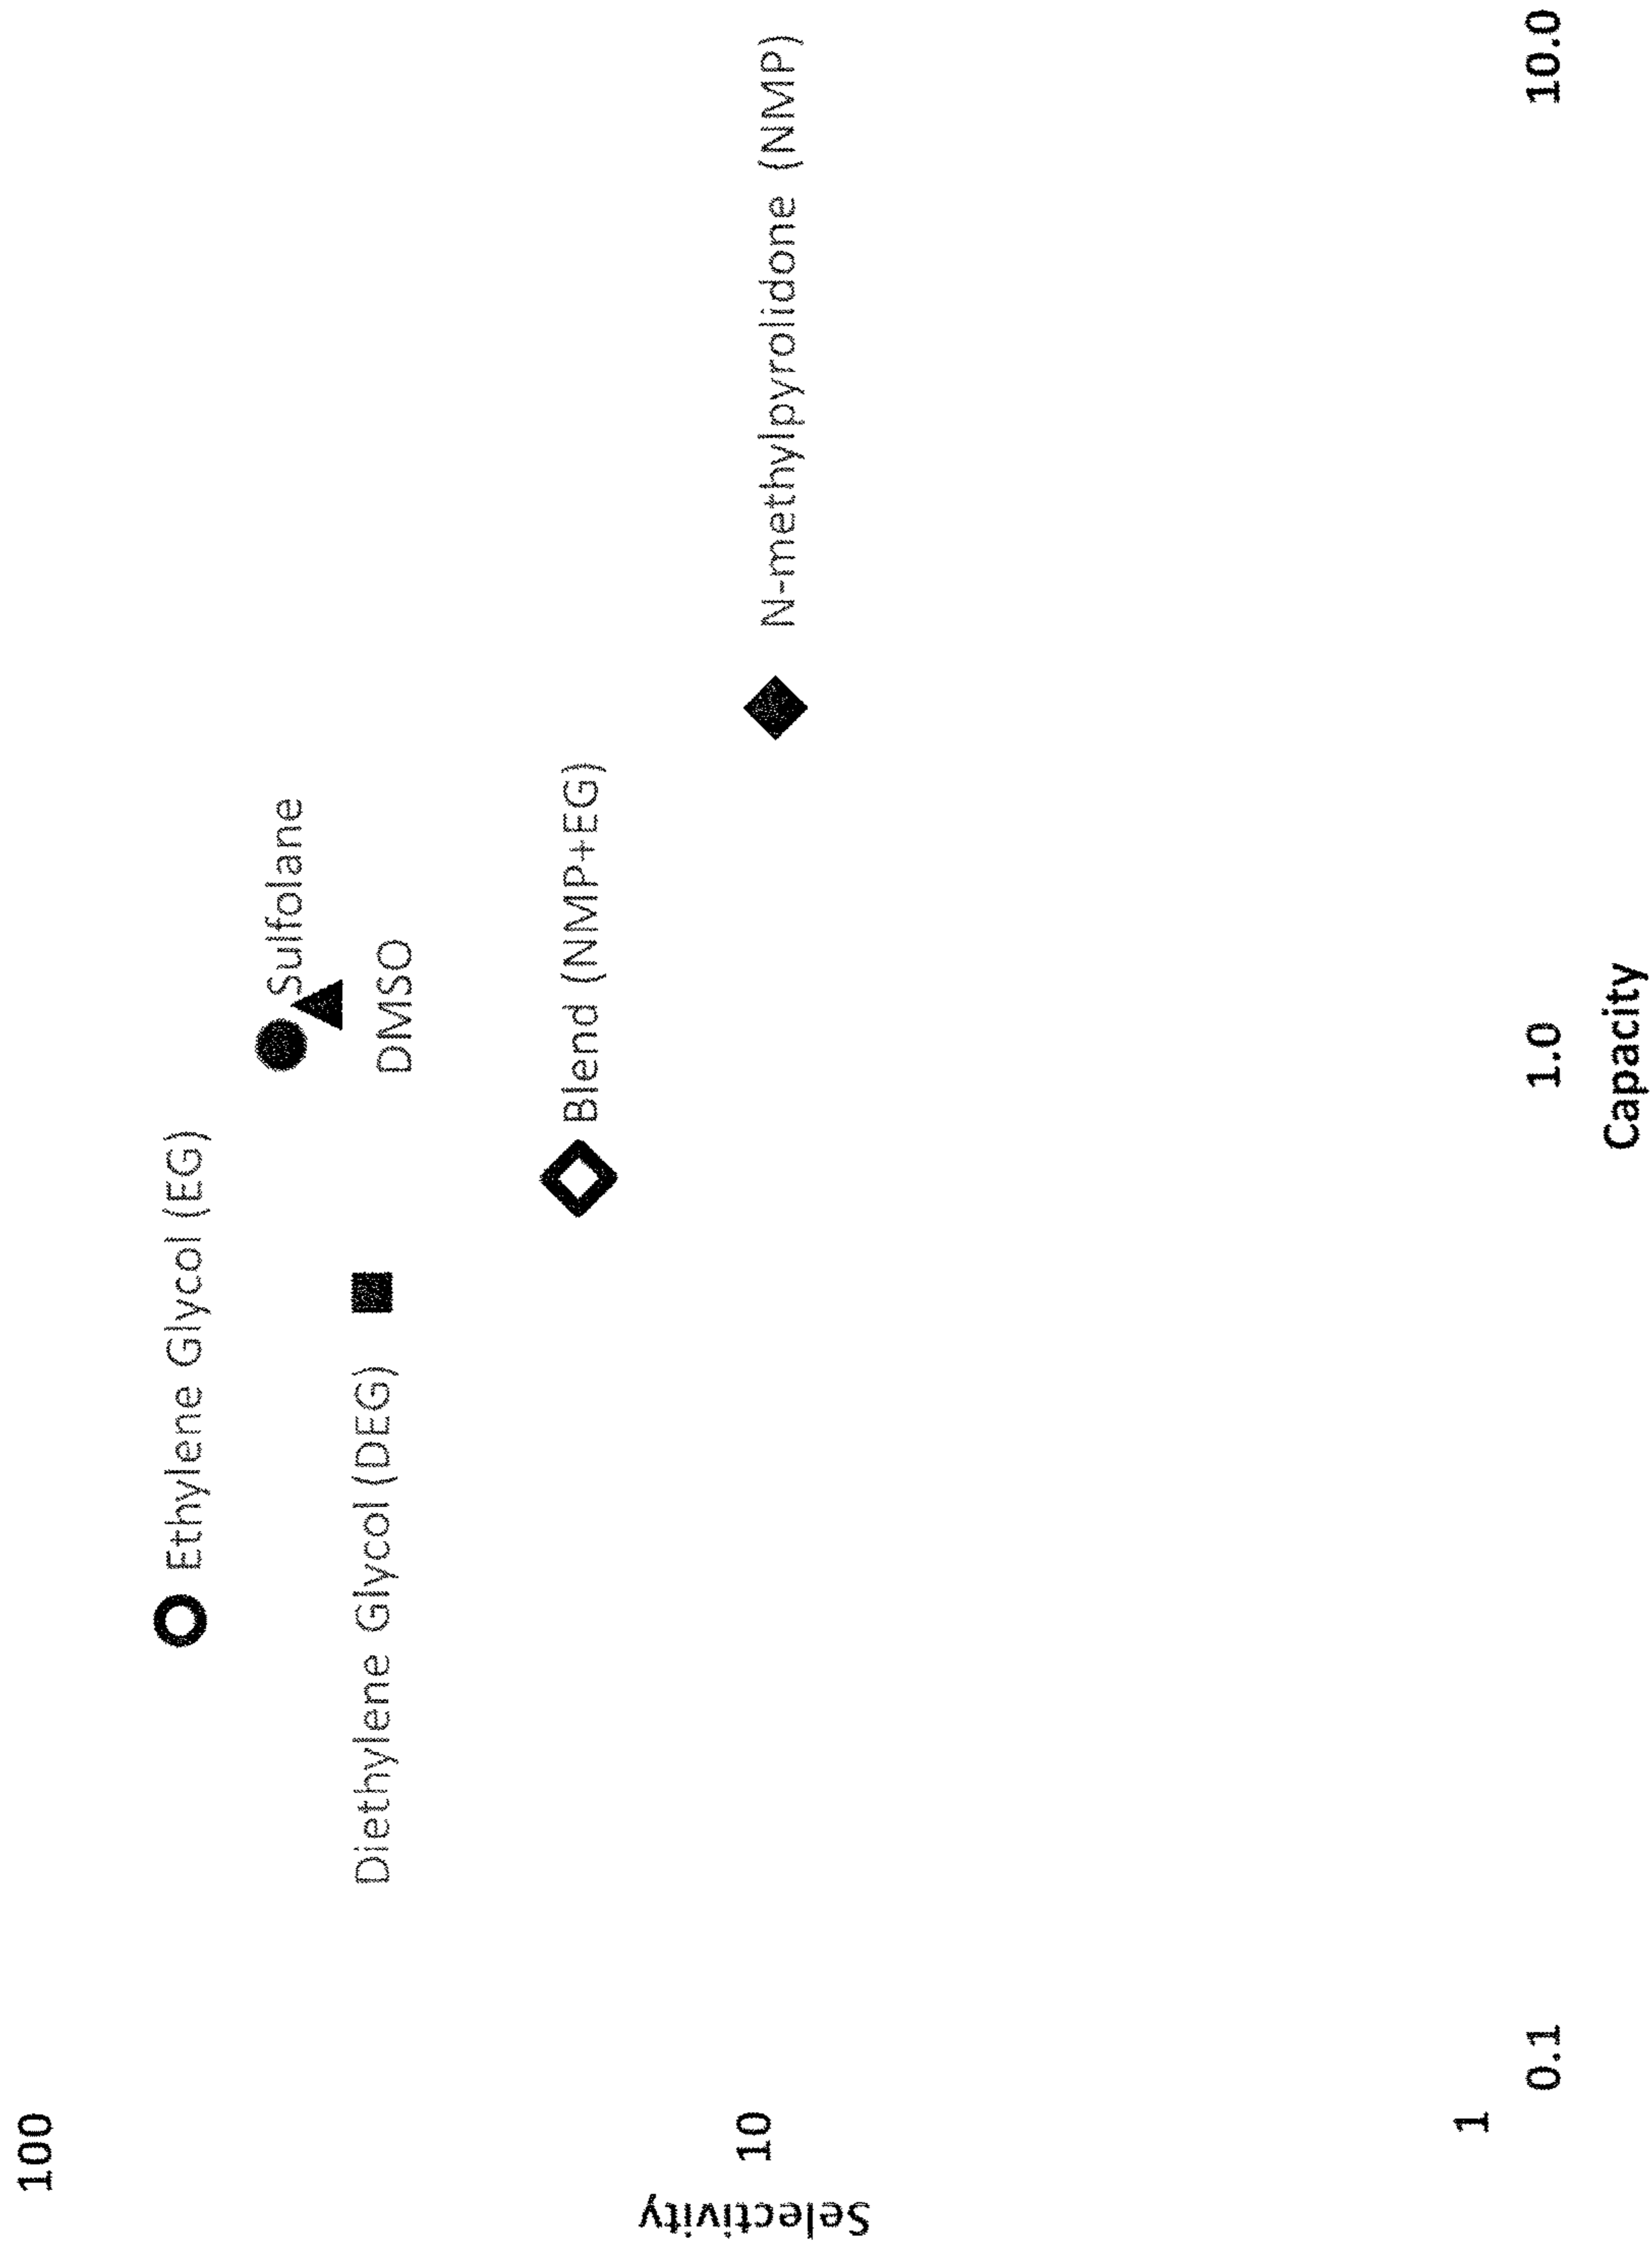 100
10
1
Selectivity
Ethylene Glycol (EG)
Sulfolane
Diethylene Glycol (DEG)
DMSO
Blend (NMP+EG)
N-methylpyrolidone (NMP)
0.1
1.0
10.0
Capacity